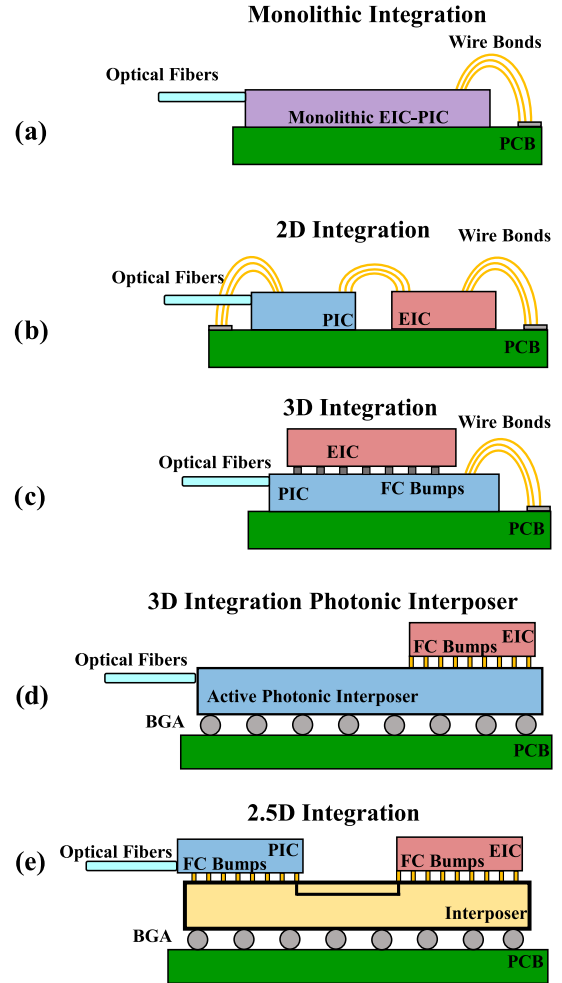 Monolithic Integration
Wire Bonds
Optical Fibers
Monolithic EIC-PIC
(a)
PCB
2D Integration
Wire Bonds
Optical Fibers
PIC
EIC
(b)
PCB
3D Integration
Wire Bonds
EIC
Optical Fibers
PIC
FC Bumps
(c)
PCB
3D Integration Photonic Interposer
EIC
FC Bumps
Optical Fibers
(d)
Active Photonic Interposer
BGA
PCB
2.5D Integration
PIC
EIC
Optical Fibers
FC Bumps
FC Bumps
(e)
Interposer
BGA
PCB